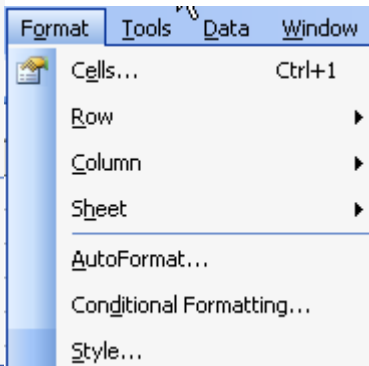 Format Tools Data Window
Cells... Ctrl+1
Row
Column
Sheet
AutoFormat...
Conditional Formatting...
Style...